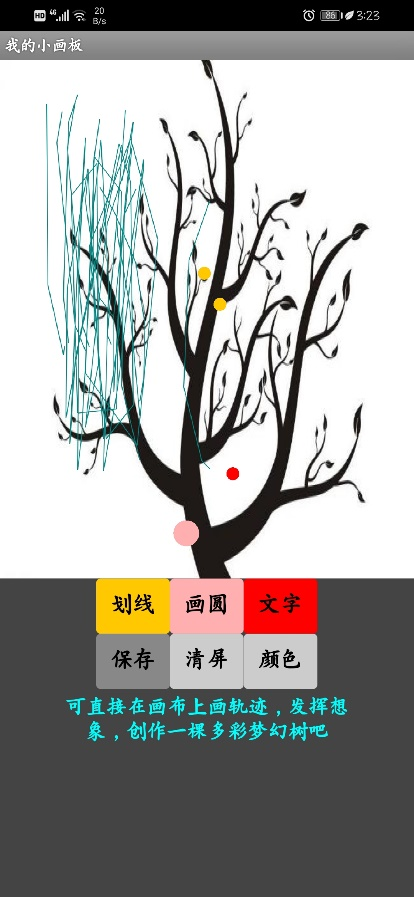 HD 4G 20 B/s 86 3:23
我的小画板
划线 画圆 文字
保存 清屏 颜色
可直接在画布上画轨迹，发挥想
象，创作一棵多彩梦幻树吧